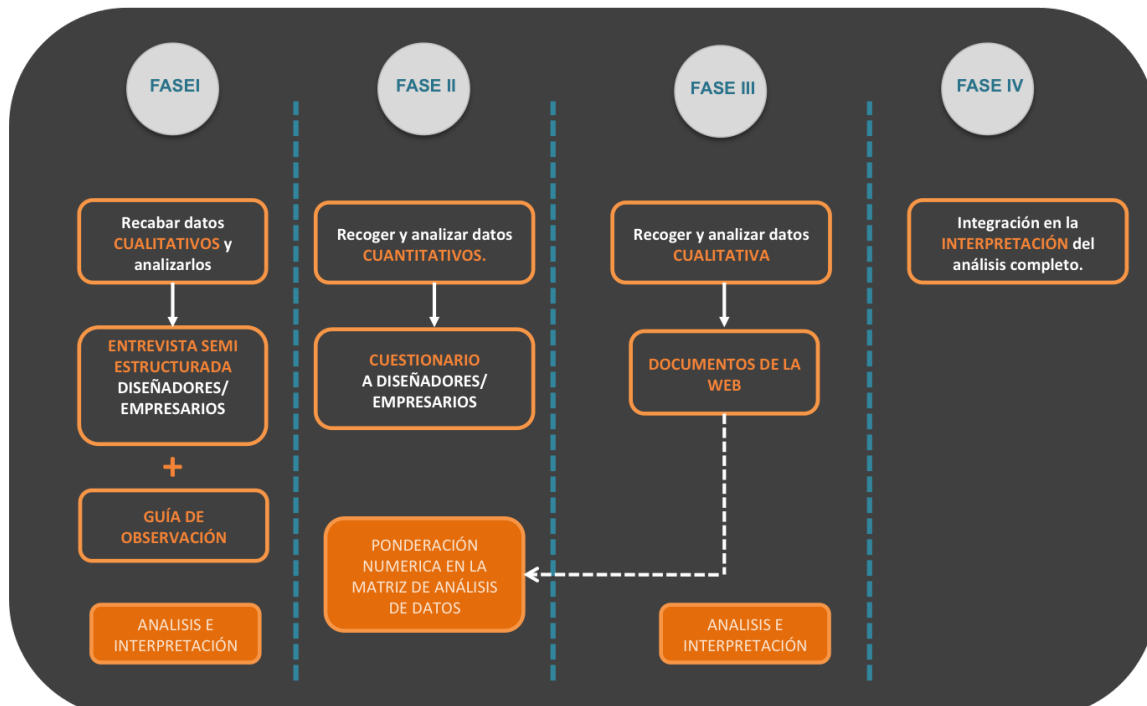 FASEI
FASE II
FASE III
FASE IV
Recabar datos
CUALITATIVOS y
analizarlos
ENTREVISTA SEMI
ESTRUCTURADA
DISEÑADORES/
EMPRESARIOS
+
GUÍA DE
OBSERVACIÓN
ANALISIS E
INTERPRETACIÓN
Recoger y analizar datos
CUANTITATIVOS.
CUESTIONARIO
A DISEÑADORES/
EMPRESARIOS
PONDERACIÓN
NUMERICA EN LA
MATRIZ DE ANÁLISIS
DE DATOS
Recoger y analizar datos
CUALITATIVA
DOCUMENTOS DE LA
WEB
ANALISIS E
INTERPRETACIÓN
Integración en la
INTERPRETACIÓN del
análisis completo.